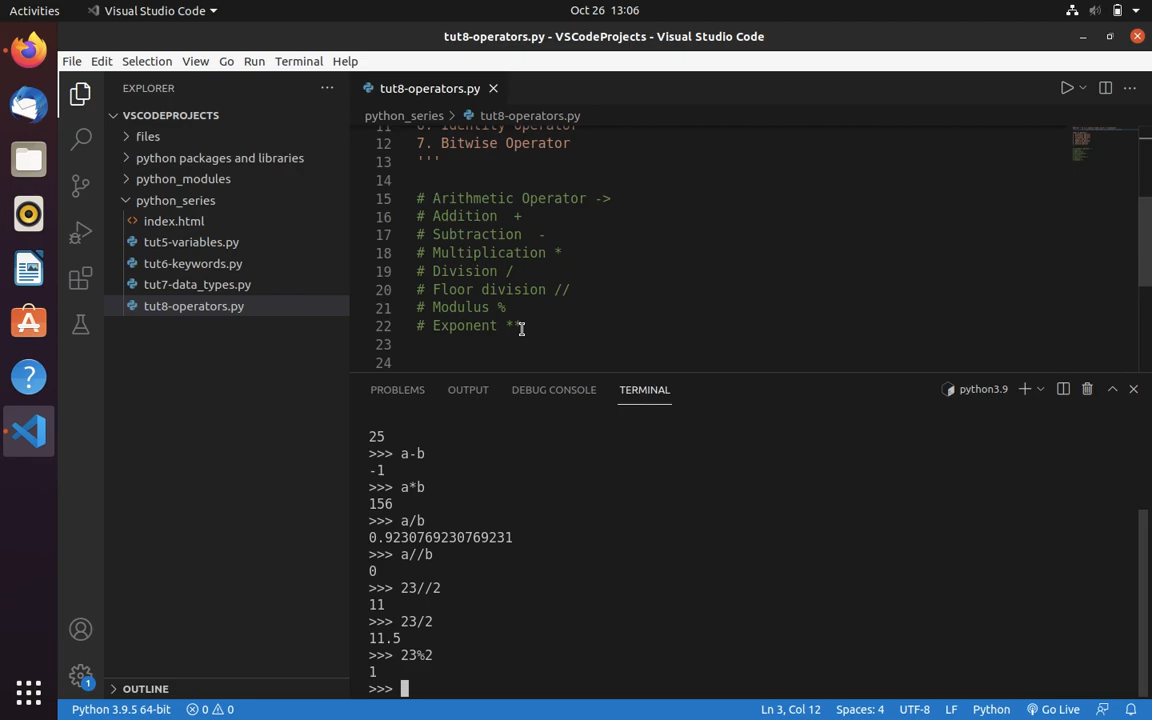 Activities
Visual Studio Code
Oct 26 13:06
tut8-operators.py - VSCodeProjects - Visual Studio Code
File Edit Selection View Go Run Terminal Help
EXPLORER
VSCODEPROJECTS
files
python packages and libraries
python_modules
python_series
index.html
tut5-variables.py
tut6-keywords.py
tut7-data_types.py
tut8-operators.py
OUTLINE
tut8-operators.py
python_series > tut8-operators.py
11 6. Identity Operator
12 7. Bitwise Operator
13 '''
14
15 # Arithmetic Operator ->
16 # Addition  +
17 # Subtraction  -
18 # Multiplication *
19 # Division /
20 # Floor division //
21 # Modulus %
22 # Exponent **
23
24
PROBLEMS OUTPUT DEBUG CONSOLE TERMINAL
python3.9
25
>>> a-b
-1
>>> a*b
156
>>> a/b
0.9230769230769231
>>> a//b
0
>>> 23//2
11
>>> 23/2
11.5
>>> 23%2
1
>>>
1
Python 3.9.5 64-bit 0 0 Ln 3, Col 12 Spaces: 4 UTF-8 LF Python Go Live